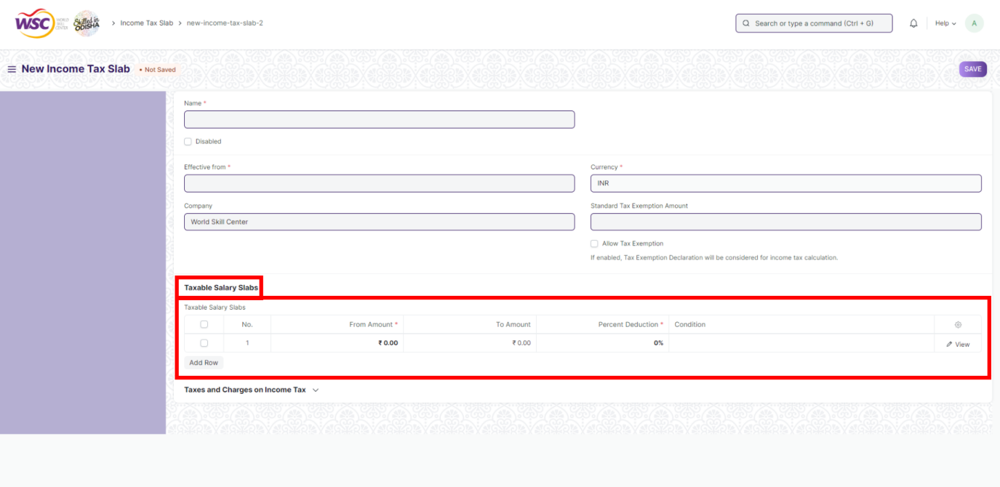 WSC WORLD SKILL CENTER Skilled in ODISHA > Income Tax Slab > new-income-tax-slab-2 Search or type a command (Ctrl + G) Help A
New Income Tax Slab • Not Saved SAVE
Name *
Disabled
Effective from * Currency *
INR
Company Standard Tax Exemption Amount
World Skill Center
Allow Tax Exemption
If enabled, Tax Exemption Declaration will be considered for income tax calculation.
Taxable Salary Slabs
Taxable Salary Slabs
No. From Amount * To Amount Percent Deduction * Condition
1 ₹ 0.00 ₹ 0.00 0% View
Add Row
Taxes and Charges on Income Tax